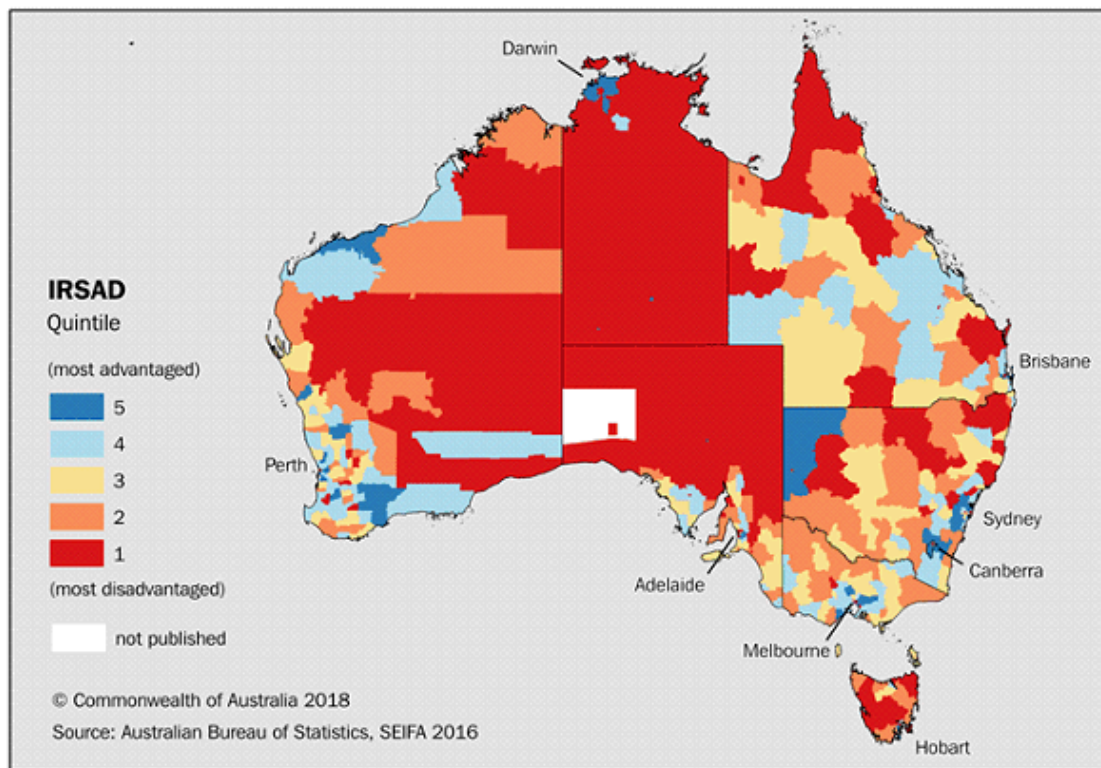 Darwin
IRSAD
Quintile
(most advantaged)
5
4
3
2
1
(most disadvantaged)
not published
Brisbane
Perth
Sydney
Canberra
Adelaide
Melbourne
Hobart
© Commonwealth of Australia 2018
Source: Australian Bureau of Statistics, SEIFA 2016